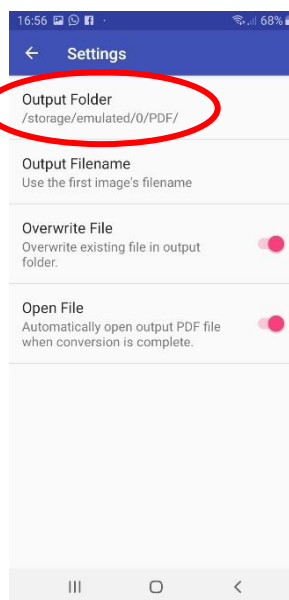 16:56 68%
Settings
Output Folder
/storage/emulated/0/PDF/
Output Filename
Use the first image's filename
Overwrite File
Overwrite existing file in output
folder.
Open File
Automatically open output PDF file
when conversion is complete.